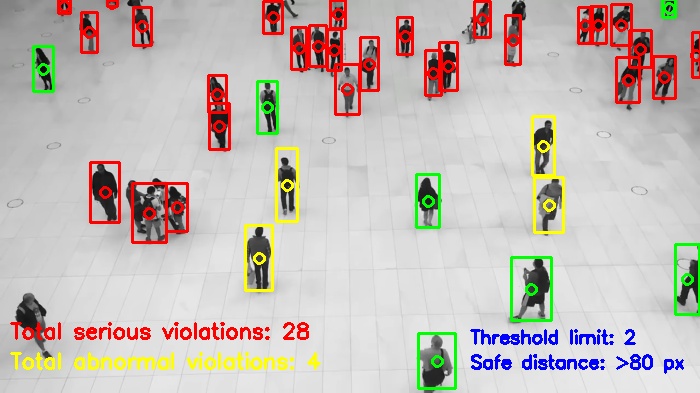 Total serious violations: 28
Threshold limit: 2
Total abnormal violations: 4
Safe distance: >80 px